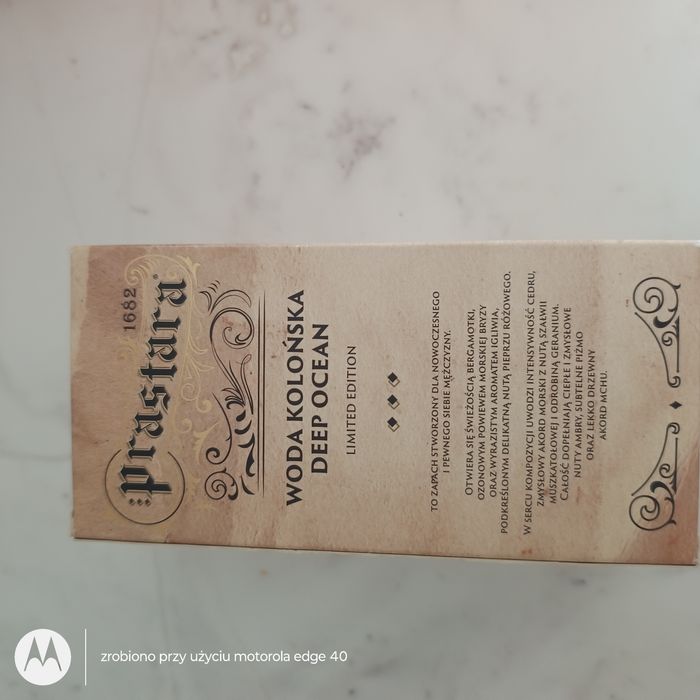 1682
Prastara
WODA KOLOŃSKA
DEEP OCEAN
LIMITED EDITION
TO ZAPACH STWORZONY DLA NOWOCZESNEGO
I PEWNEGO SIEBIE MĘŻCZYZNY.
OTWIERA SIĘ ŚWIEŻOŚCIĄ BERGAMOTKI,
OZONOWYM POWIEWEM MORSKIEJ BRYZY
ORAZ WYRAZISTYM AROMATEM IGLIWIA,
PODKREŚLONYM DELIKATNĄ NUTĄ PIEPRZU RÓŻOWEGO.
W SERCU KOMPOZYCJI UWODZI INTENSYWNOŚĆ CEDRU,
ZMYSŁOWY AKORD MORSKI Z NUTĄ SZAŁWII
MUSZKATOŁOWEJ I ODROBINĄ GERANIUM.
CAŁOŚĆ DOPEŁNIAJĄ CIEPŁE I ZMYSŁOWE
NUTY AMBRY, SUBTELNE PIŻMO
ORAZ LEKKO DRZEWNY
AKORD MCHU.
zrobiono przy użyciu motorola edge 40